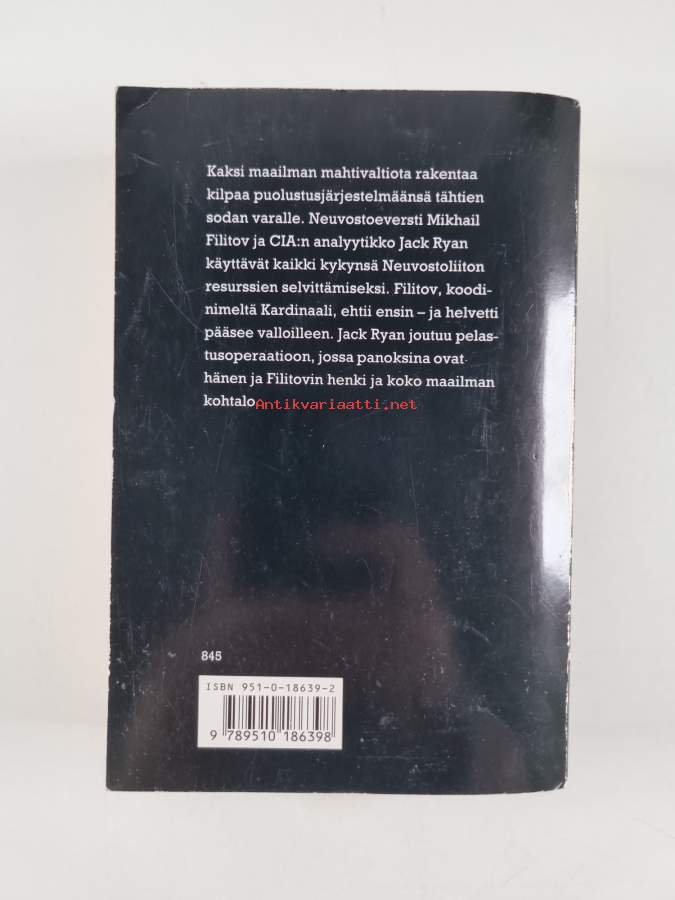 Kaksi maailman mahtivaltiota rakentaa
kilpaa puolustusjärjestelmäänsä tähtien
sodan varalle. Neuvostoeversti Mikhail
Filitov ja CIA:n analyytikko Jack Ryan
käyttävät kaikki kykynsä Neuvostoliiton
resurssien selvittämiseksi. Filitov, koodi-
nimeltä Kardinaali, ehtii ensin – ja helvetti
pääsee valloilleen. Jack Ryan joutuu pelas-
tusoperaatioon, jossa panoksina ovat
hänen ja Filitovin henki ja koko maailman
kohtalo
Antikvariaatti.net
845
ISBN 951-0-18639-2
9 789510 186398